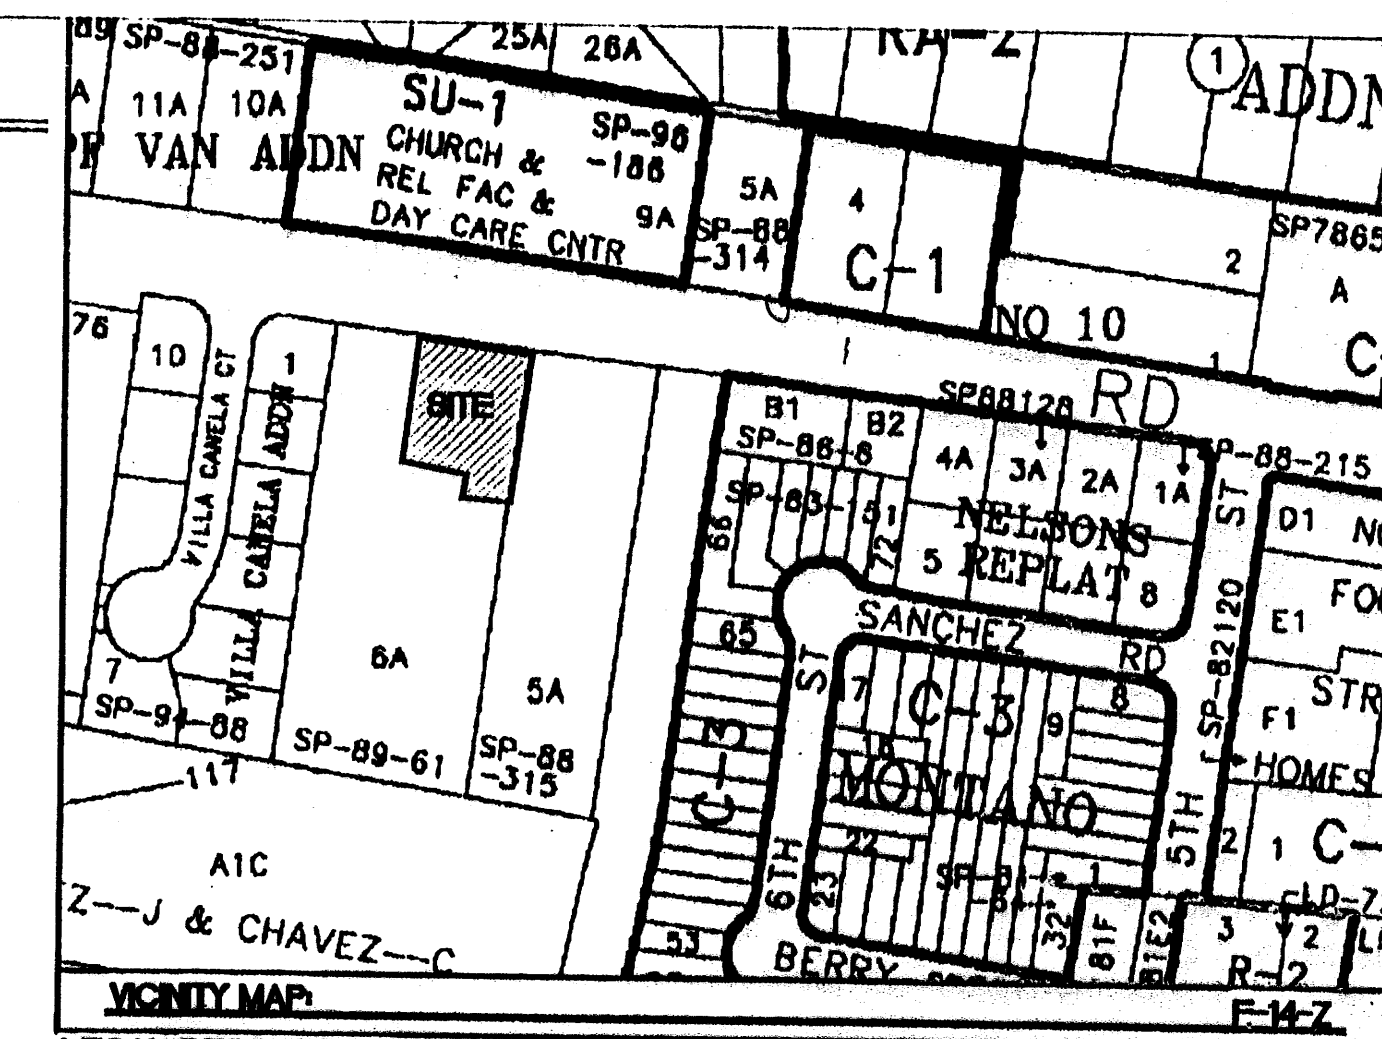 89
SP-8
-251
25A
26A
RA-2
1
ADDN
A
11A
10A
SU-1
SP-96
-186
CHURCH &
REL FAC &
DAY CARE CNTR
9A
VAN ADDN
5A
SP-88
-314
4
C-1
2
SP7865
A
NO 10
1
C-
76
10
VILLA CANELA CT
1
VILLA CANELA ADDN
SITE
RD
B1
B2
SP88128
SP-86-8
4A
3A
2A
1A
SP-88-215
ST
D1
66
SP-83-151
72
NELSONS
REPLAT
5
8
SANCHEZ
RD
E1
SP-82120
65
ST
7
6A
5A
SP-89-61
SP-88
-315
7
C-3
9
8
F1
STR
HOMES
117
C-3
MONTANO
22
23
6TH
1
5TH
2
1
C-
A1C
Z--J & CHAVEZ--C
53
BERRY
32
81F
81E2
3
2
R-2
VICINITY MAP:
F-14-Z